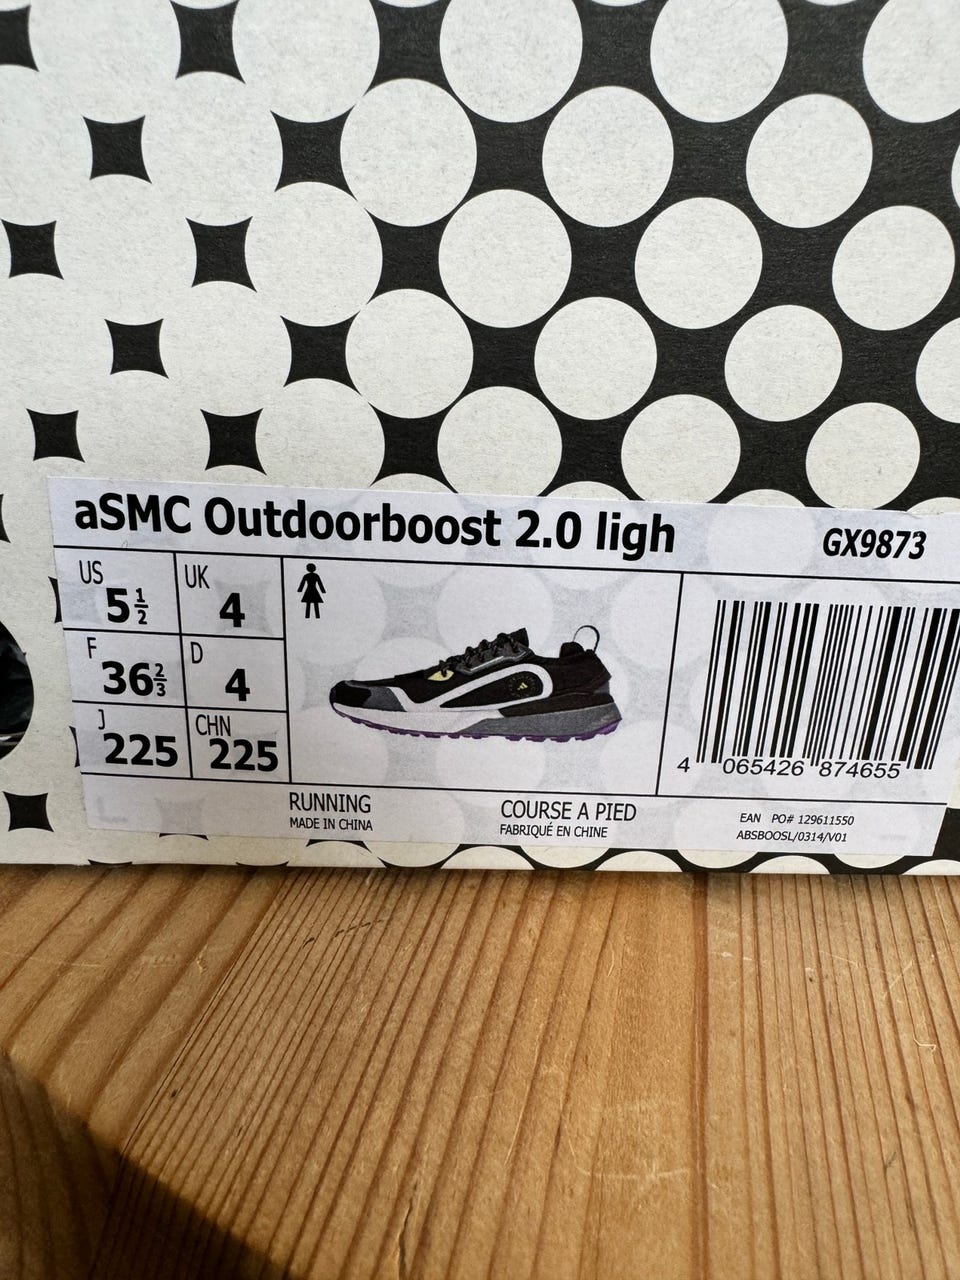 aSMC Outdoorboost 2.0 ligh GX9873
US 5½ UK 4
F 36⅔ D 4
J 225 CHN 225
4 065426 874655
RUNNING
MADE IN CHINA
COURSE A PIED
FABRIQUÉ EN CHINE
EAN PO# 129611550
ABSBOOSL/0314/V01